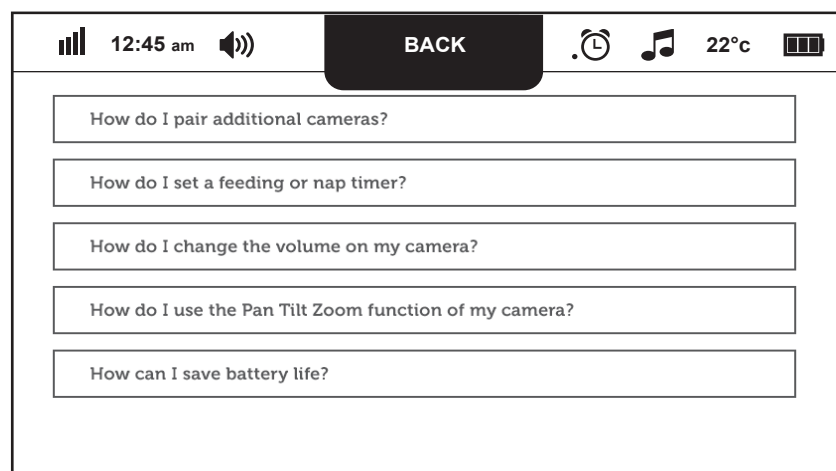 12:45 am BACK 22°c
How do I pair additional cameras?
How do I set a feeding or nap timer?
How do I change the volume on my camera?
How do I use the Pan Tilt Zoom function of my camera?
How can I save battery life?